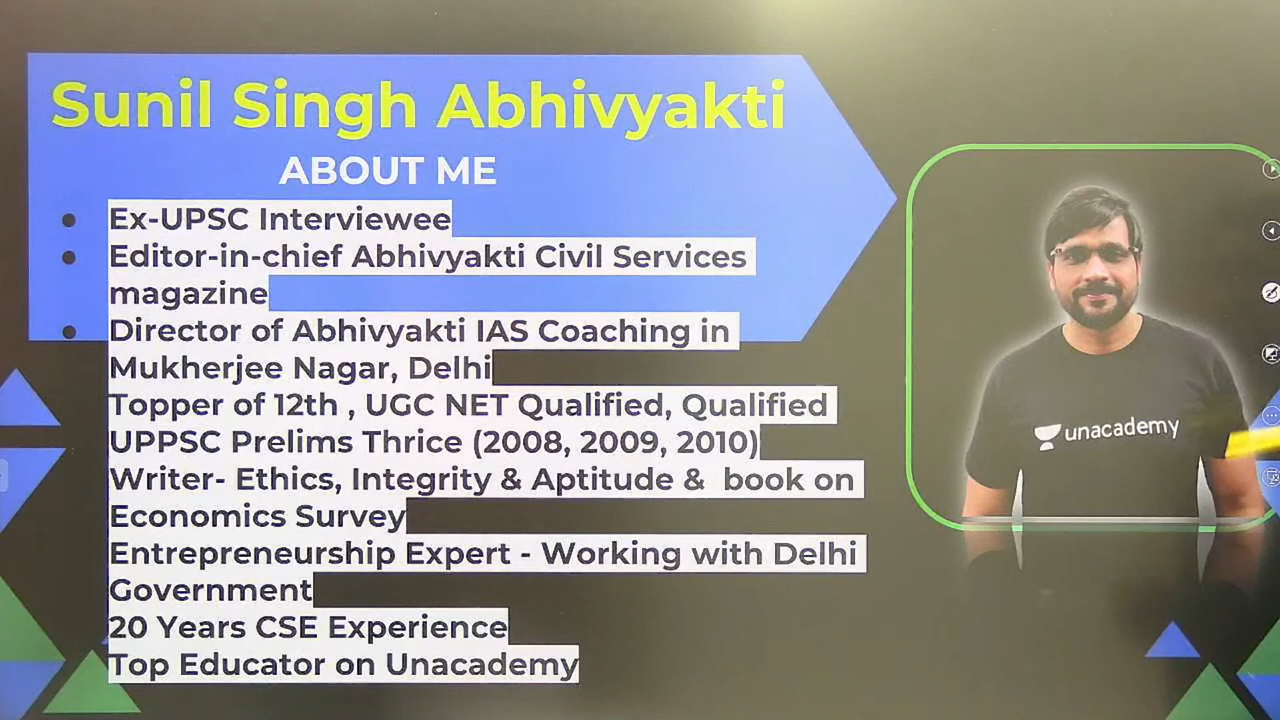 Sunil Singh Abhivyakti
ABOUT ME
● Ex-UPSC Interviewee
● Editor-in-chief Abhivyakti Civil Services
magazine
● Director of Abhivyakti IAS Coaching in
Mukherjee Nagar, Delhi
Topper of 12th , UGC NET Qualified, Qualified
UPPSC Prelims Thrice (2008, 2009, 2010)
Writer- Ethics, Integrity & Aptitude &  book on
Economics Survey
Entrepreneurship Expert - Working with Delhi
Government
20 Years CSE Experience
Top Educator on Unacademy
unacademy